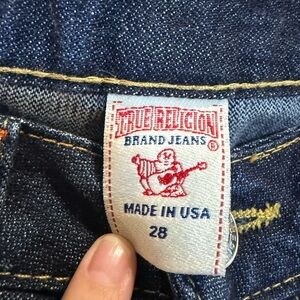 TRUE RELIGION
BRAND JEANS®
MADE IN USA
28